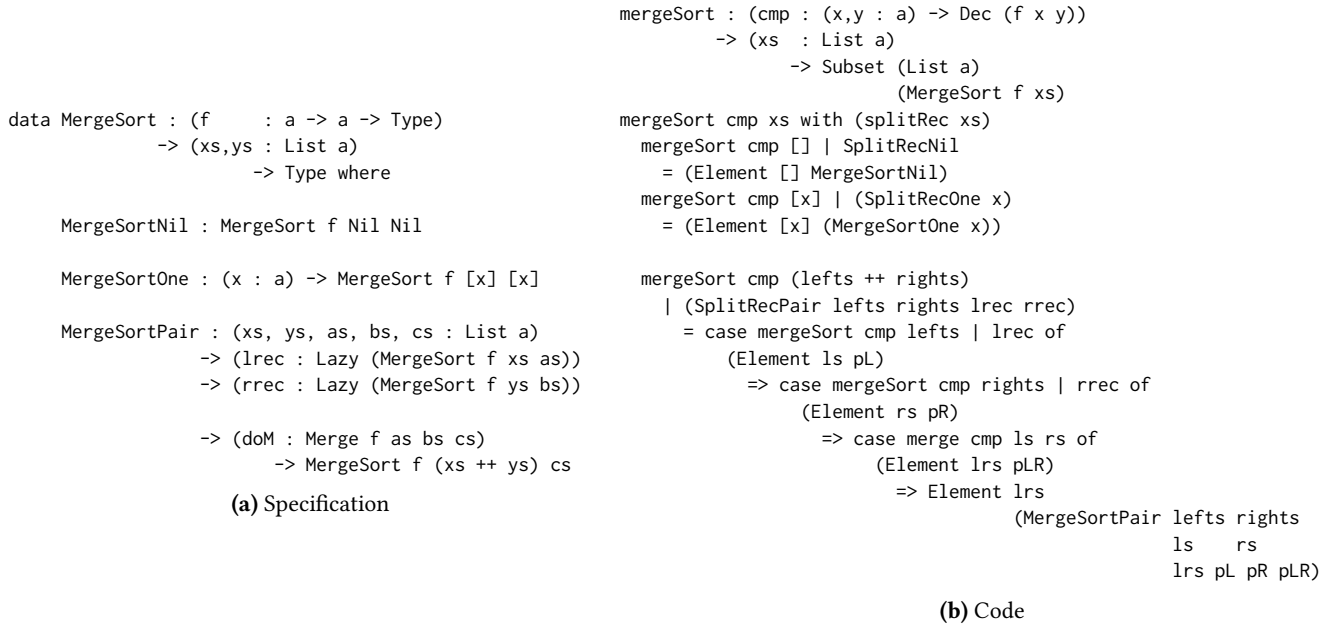 data MergeSort : (f     : a -> a -> Type)
              -> (xs,ys : List a)
                       -> Type where
MergeSortNil : MergeSort f Nil Nil
MergeSortOne : (x : a) -> MergeSort f [x] [x]
MergeSortPair : (xs, ys, as, bs, cs : List a)
             -> (lrec : Lazy (MergeSort f xs as))
             -> (rrec : Lazy (MergeSort f ys bs))
             -> (doM : Merge f as bs cs)
                    -> MergeSort f (xs ++ ys) cs
(a) Specification
mergeSort : (cmp : (x,y : a) -> Dec (f x y))
         -> (xs  : List a)
                -> Subset (List a)
                          (MergeSort f xs)
mergeSort cmp xs with (splitRec xs)
  mergeSort cmp [] | SplitRecNil
    = (Element [] MergeSortNil)
  mergeSort cmp [x] | (SplitRecOne x)
    = (Element [x] (MergeSortOne x))
  mergeSort cmp (lefts ++ rights)
    | (SplitRecPair lefts rights lrec rrec)
      = case mergeSort cmp lefts | lrec of
          (Element ls pL)
            => case mergeSort cmp rights | rrec of
                 (Element rs pR)
                   => case merge cmp ls rs of
                        (Element lrs pLR)
                          => Element lrs
                                     (MergeSortPair lefts rights
                                                    ls    rs
                                                    lrs pL pR pLR)
(b) Code